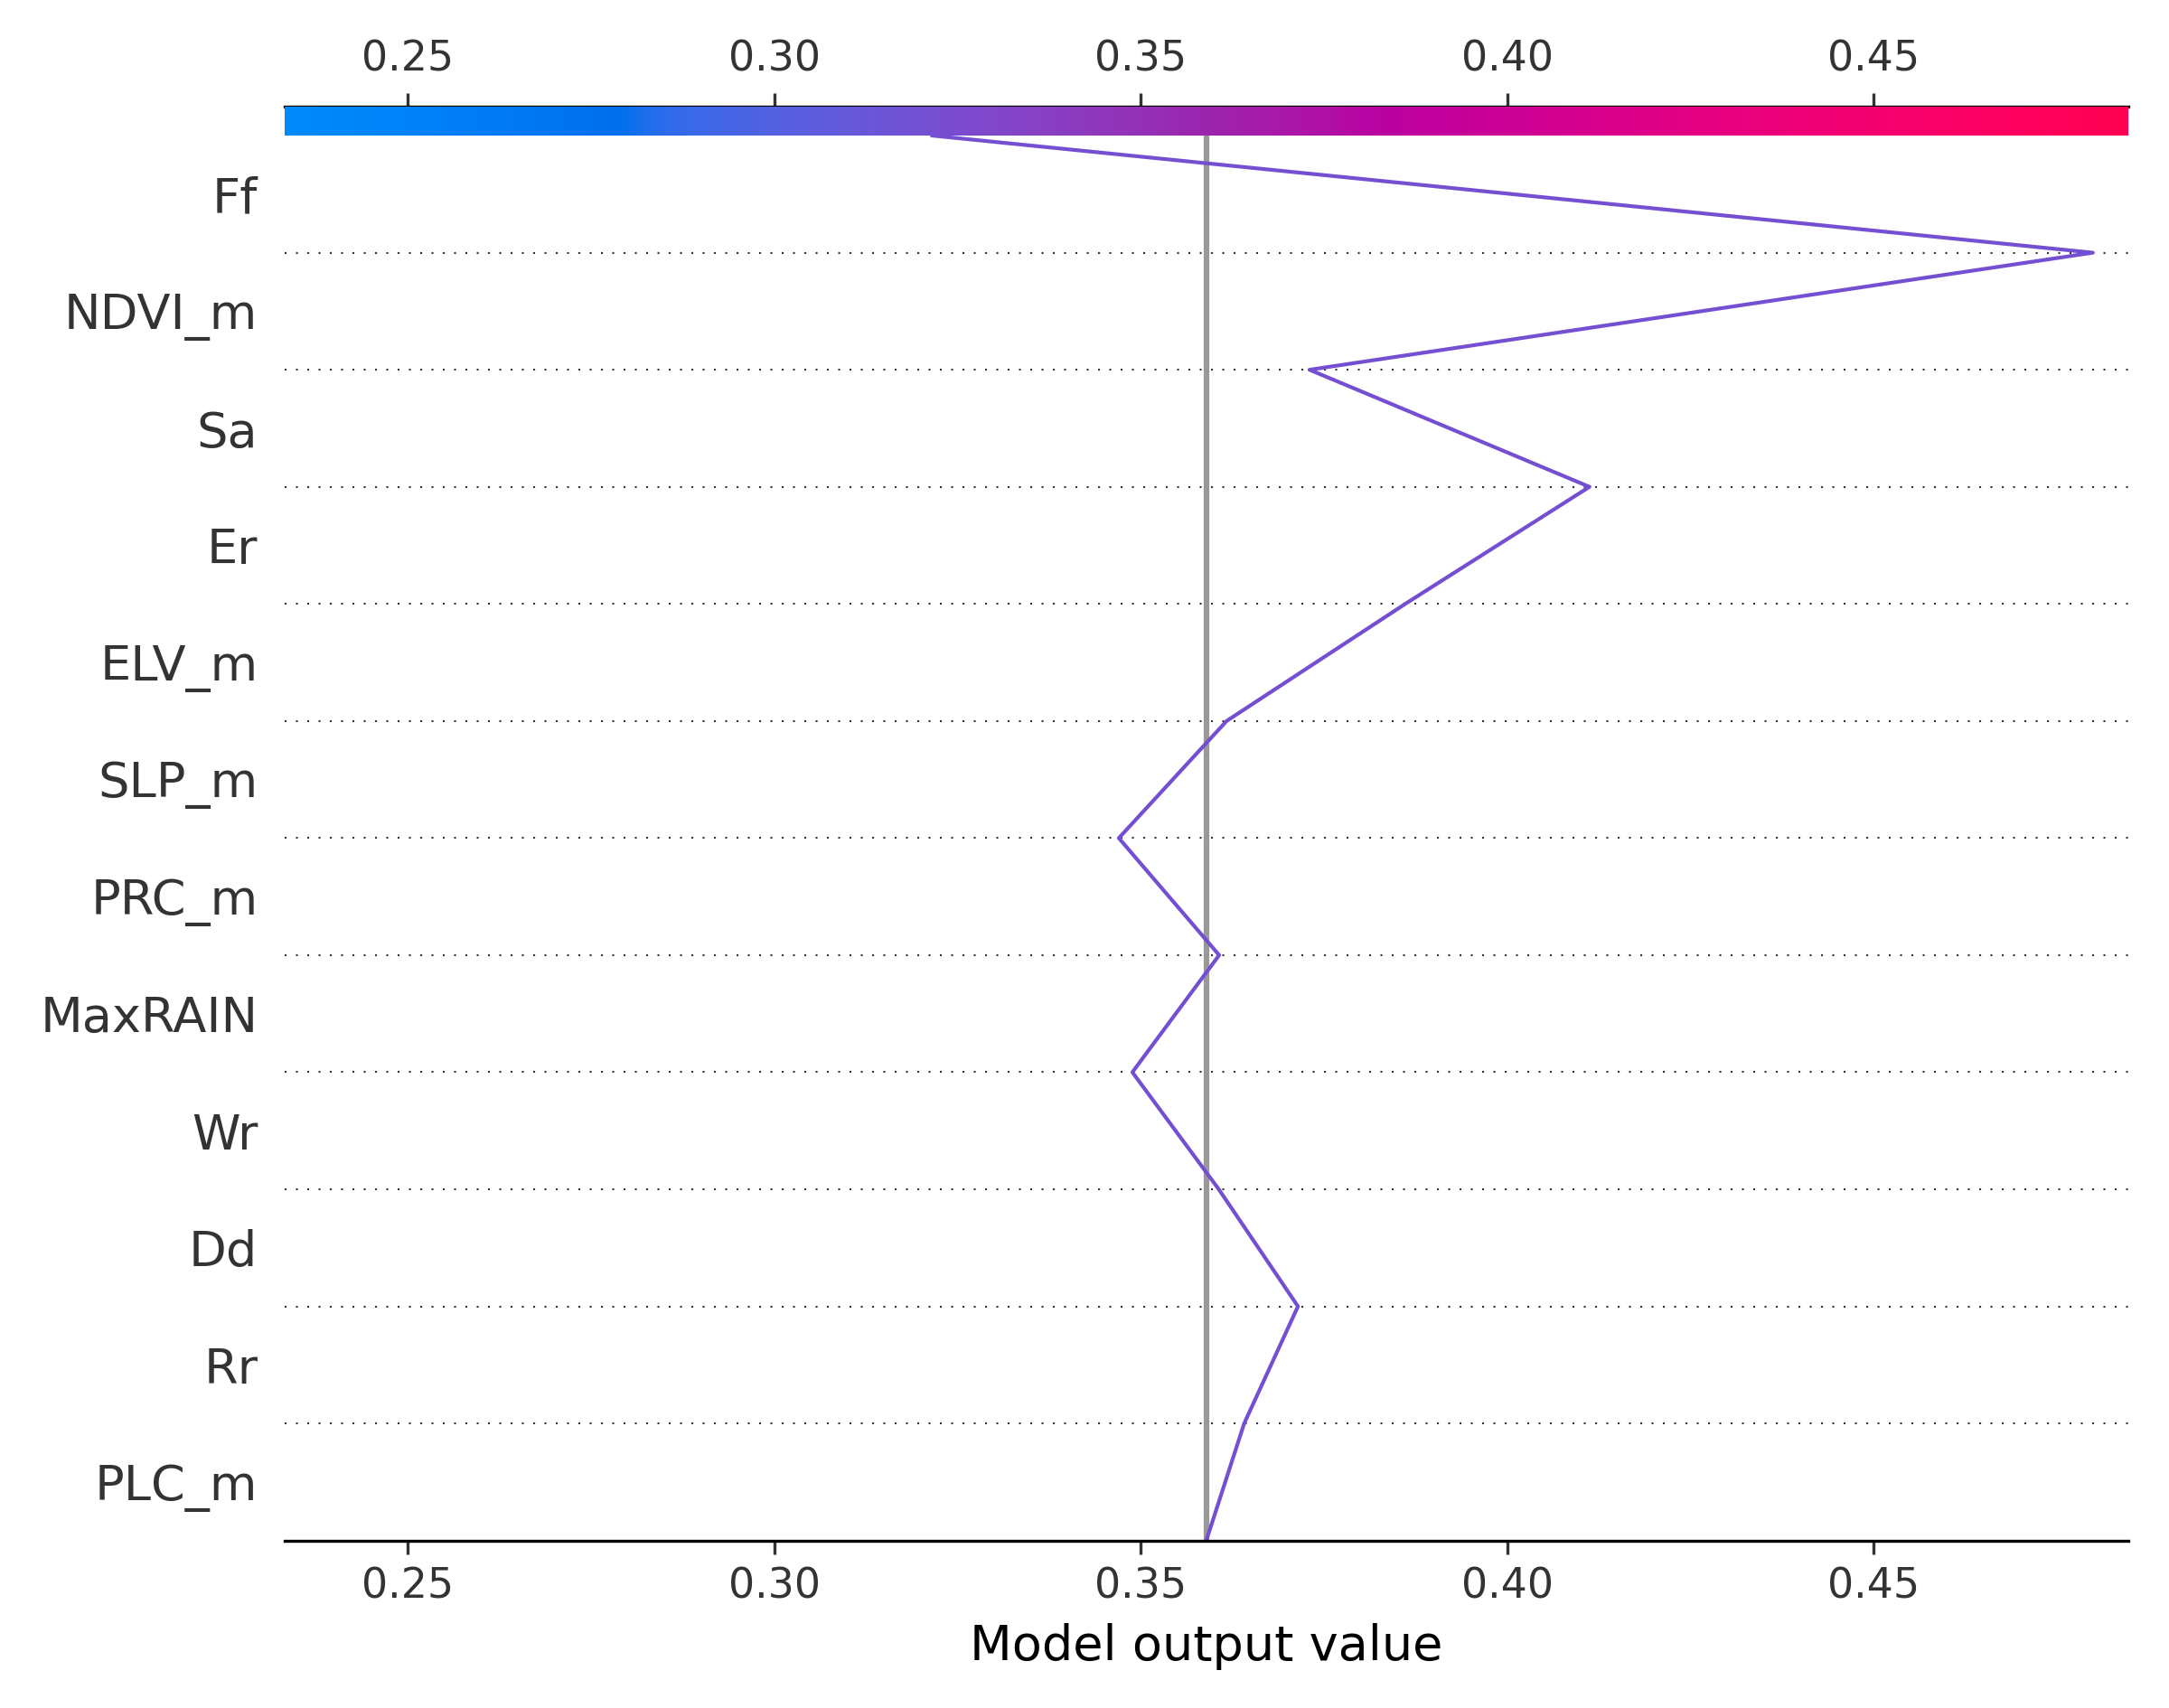 0.25 0.30 0.35 0.40 0.45
Ff
NDVI_m
Sa
Er
ELV_m
SLP_m
PRC_m
MaxRAIN
Wr
Dd
Rr
PLC_m
0.25 0.30 0.35 0.40 0.45
Model output value